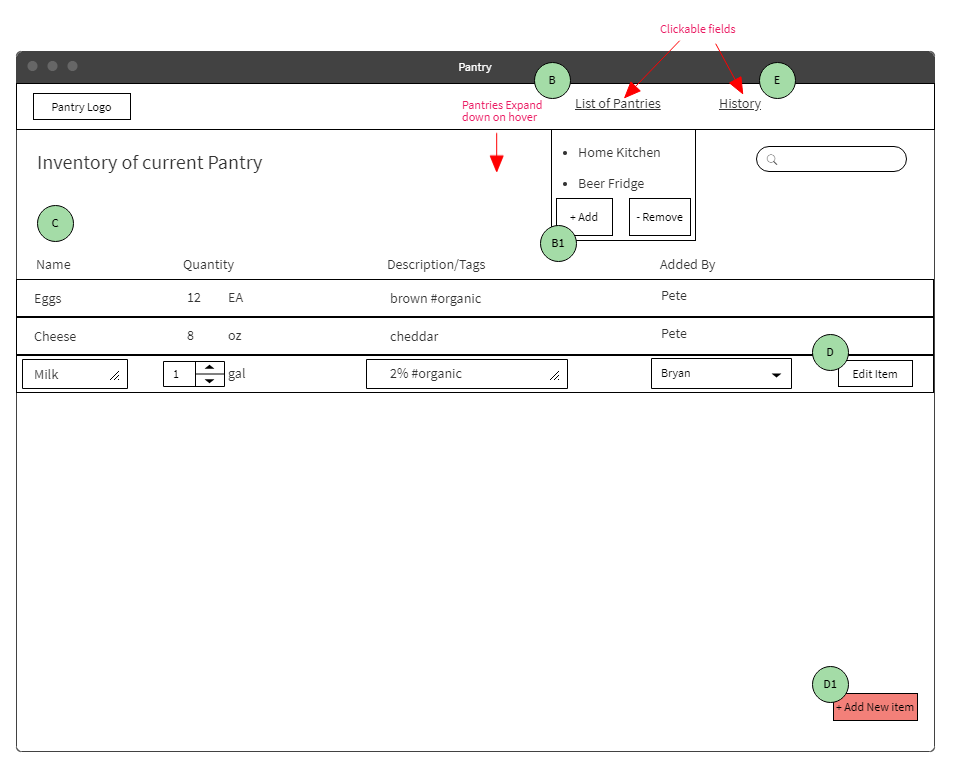 Clickable fields
Pantry
B
E
Pantry Logo
Pantries Expand
down on hover
List of Pantries
History
Inventory of current Pantry
• Home Kitchen
• Beer Fridge
+ Add
- Remove
C
B1
Name Quantity Description/Tags Added By
Eggs 12 EA brown #organic Pete
Cheese 8 oz cheddar Pete
D
Milk 1 gal 2% #organic Bryan Edit Item
D1
+ Add New item